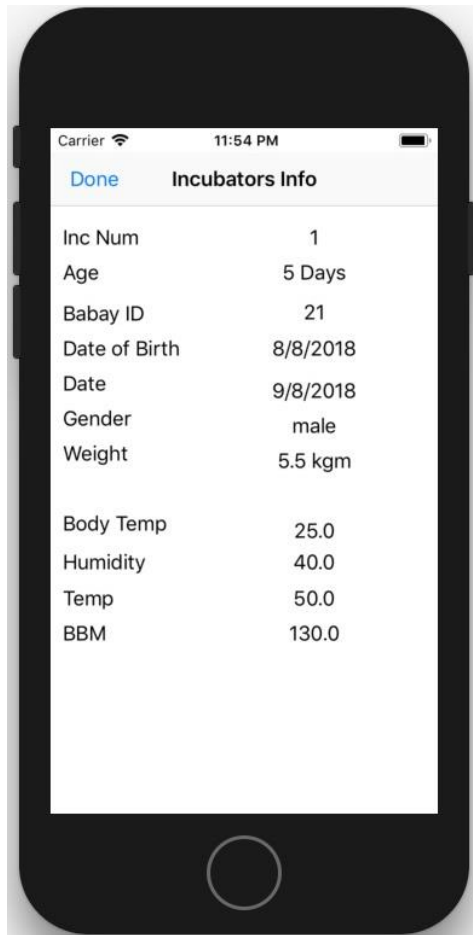 Carrier 11:54 PM
Done Incubators Info
Inc Num 1
Age 5 Days
Babay ID 21
Date of Birth 8/8/2018
Date 9/8/2018
Gender male
Weight 5.5 kgm
Body Temp 25.0
Humidity 40.0
Temp 50.0
BBM 130.0